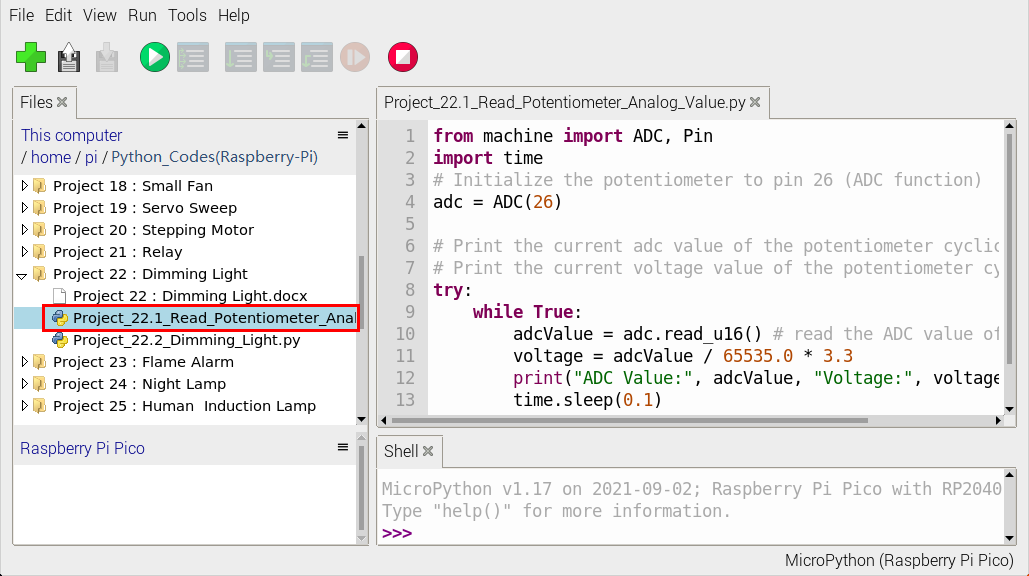 File Edit View Run Tools Help
Files
This computer
/ home / pi / Python_Codes(Raspberry-Pi)
Project 18 : Small Fan
Project 19 : Servo Sweep
Project 20 : Stepping Motor
Project 21 : Relay
Project 22 : Dimming Light
Project 22 : Dimming Light.docx
Project_22.1_Read_Potentiometer_Anal
Project_22.2_Dimming_Light.py
Project 23 : Flame Alarm
Project 24 : Night Lamp
Project 25 : Human  Induction Lamp
Raspberry Pi Pico
Project_22.1_Read_Potentiometer_Analog_Value.py
1 from machine import ADC, Pin
2 import time
3 # Initialize the potentiometer to pin 26 (ADC function)
4 adc = ADC(26)
5
6 # Print the current adc value of the potentiometer cyclic
7 # Print the current voltage value of the potentiometer cy
8 try:
9     while True:
10         adcValue = adc.read_u16() # read the ADC value of
11         voltage = adcValue / 65535.0 * 3.3
12         print("ADC Value:", adcValue, "Voltage:", voltage
13         time.sleep(0.1)
Shell
MicroPython v1.17 on 2021-09-02; Raspberry Pi Pico with RP2040
Type "help()" for more information.
>>>
MicroPython (Raspberry Pi Pico)